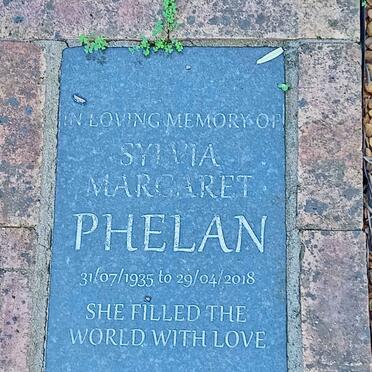 IN LOVING MEMORY OF
SYLVIA
MARGARET
PHELAN
31/07/1935 to 29/04/2018
SHE FILLED THE
WORLD WITH LOVE